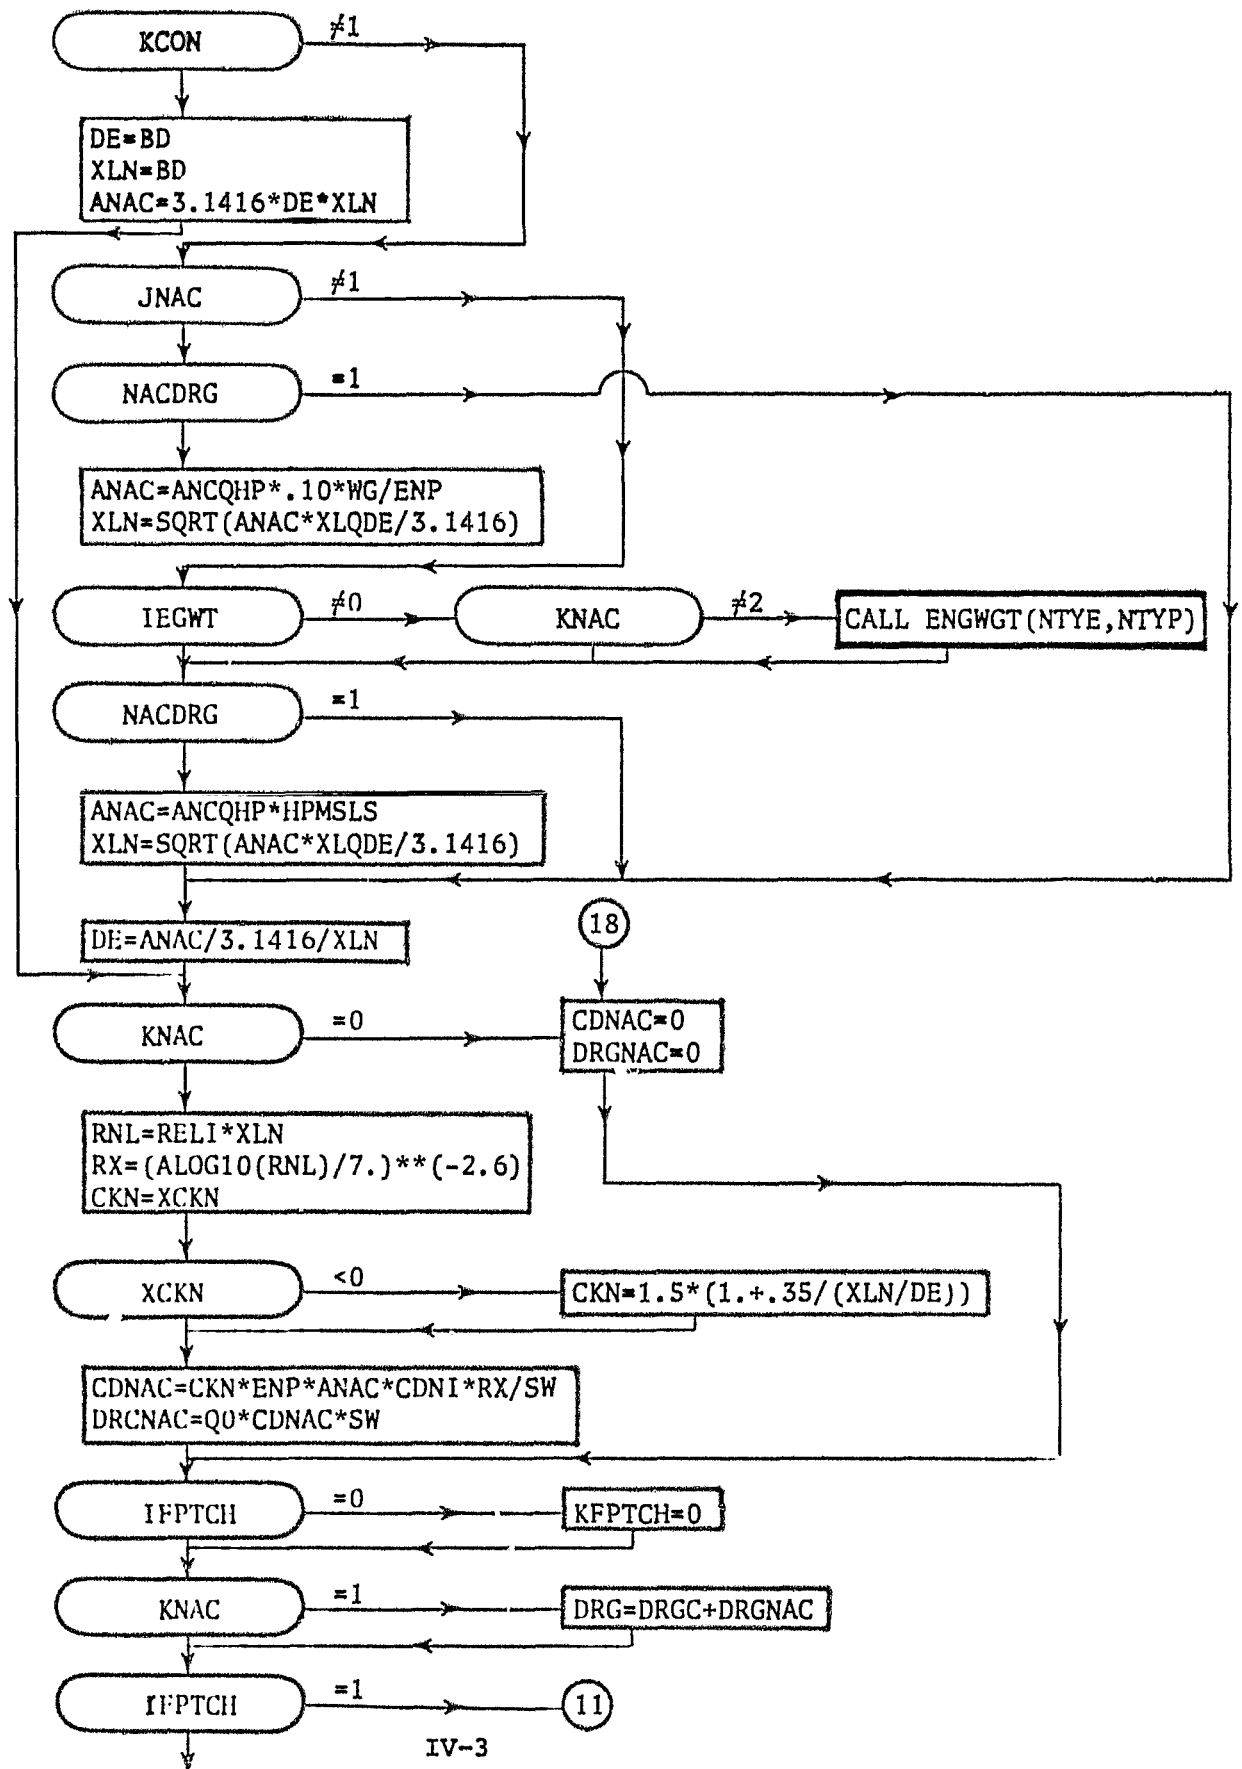 KCON
≠1
DE=BD
XLN=BD
ANAC=3.1416*DE*XLN
JNAC
≠1
NACDRG
=1
ANAC=ANCQHP*.10*WG/ENP
XLN=SQRT(ANAC*XLQDE/3.1416)
IEGWT
≠0
KNAC
≠2
CALL ENGWGT(NTYE,NTYP)
NACDRG
=1
ANAC=ANCQHP*HPMSLS
XLN=SQRT(ANAC*XLQDE/3.1416)
18
DE=ANAC/3.1416/XLN
KNAC
=0
CDNAC=0
DRGNAC=0
RNL=RELI*XLN
RX=(ALOG10(RNL)/7.)**(-2.6)
CKN=XCKN
XCKN
<0
CKN=1.5*(1.+.35/(XLN/DE))
CDNAC=CKN*ENP*ANAC*CDNI*RX/SW
DRCNAC=Q0*CDNAC*SW
IFPTCH
=0
KFPTCH=0
KNAC
=1
DRG=DRGC+DRGNAC
IFPTCH
=1
11
IV-3